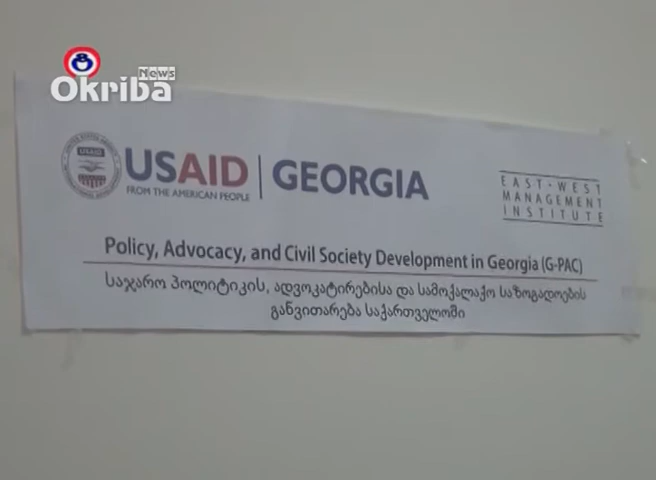 News
Okriba
USAID | GEORGIA
FROM THE AMERICAN PEOPLE
EAST-WEST
MANAGEMENT
INSTITUTE
Policy, Advocacy, and Civil Society Development in Georgia (G-PAC)
საჯარო პოლიტიკის, ადვოკატირებისა და სამოქალაქო საზოგადოების
განვითარება საქართველოში